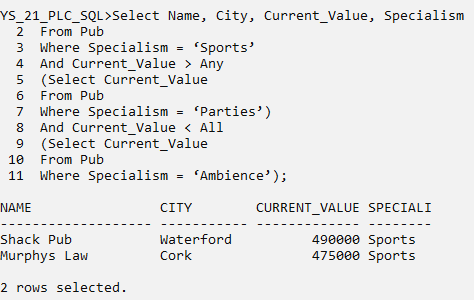 YS_21_PLC_SQL>Select Name, City, Current_Value, Specialism
2 From Pub
3 Where Specialism = ‘Sports’
4 And Current_Value > Any
5 (Select Current_Value
6 From Pub
7 Where Specialism = ‘Parties’)
8 And Current_Value < All
9 (Select Current_Value
10 From Pub
11 Where Specialism = ‘Ambience’);
NAME CITY CURRENT_VALUE SPECIALI
------------------- ----------- ------------- --------
Shack Pub Waterford 490000 Sports
Murphys Law Cork 475000 Sports
2 rows selected.